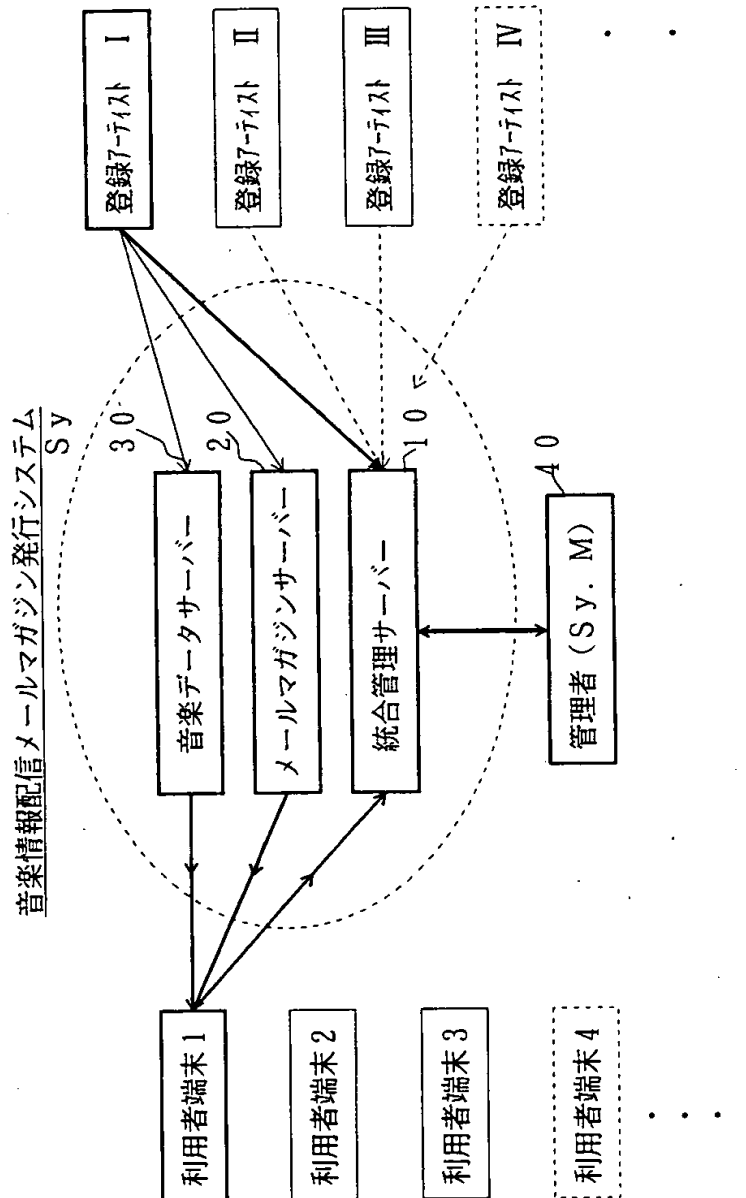 音楽情報配信メールマガジン発行システム
Sy
利用者端末1
利用者端末2
利用者端末3
利用者端末4
音楽データサーバー
30
メールマガジンサーバー
20
統合管理サーバー
10
管理者(Sy.M)
40
登録アーティスト I
登録アーティスト II
登録アーティスト III
登録アーティスト IV